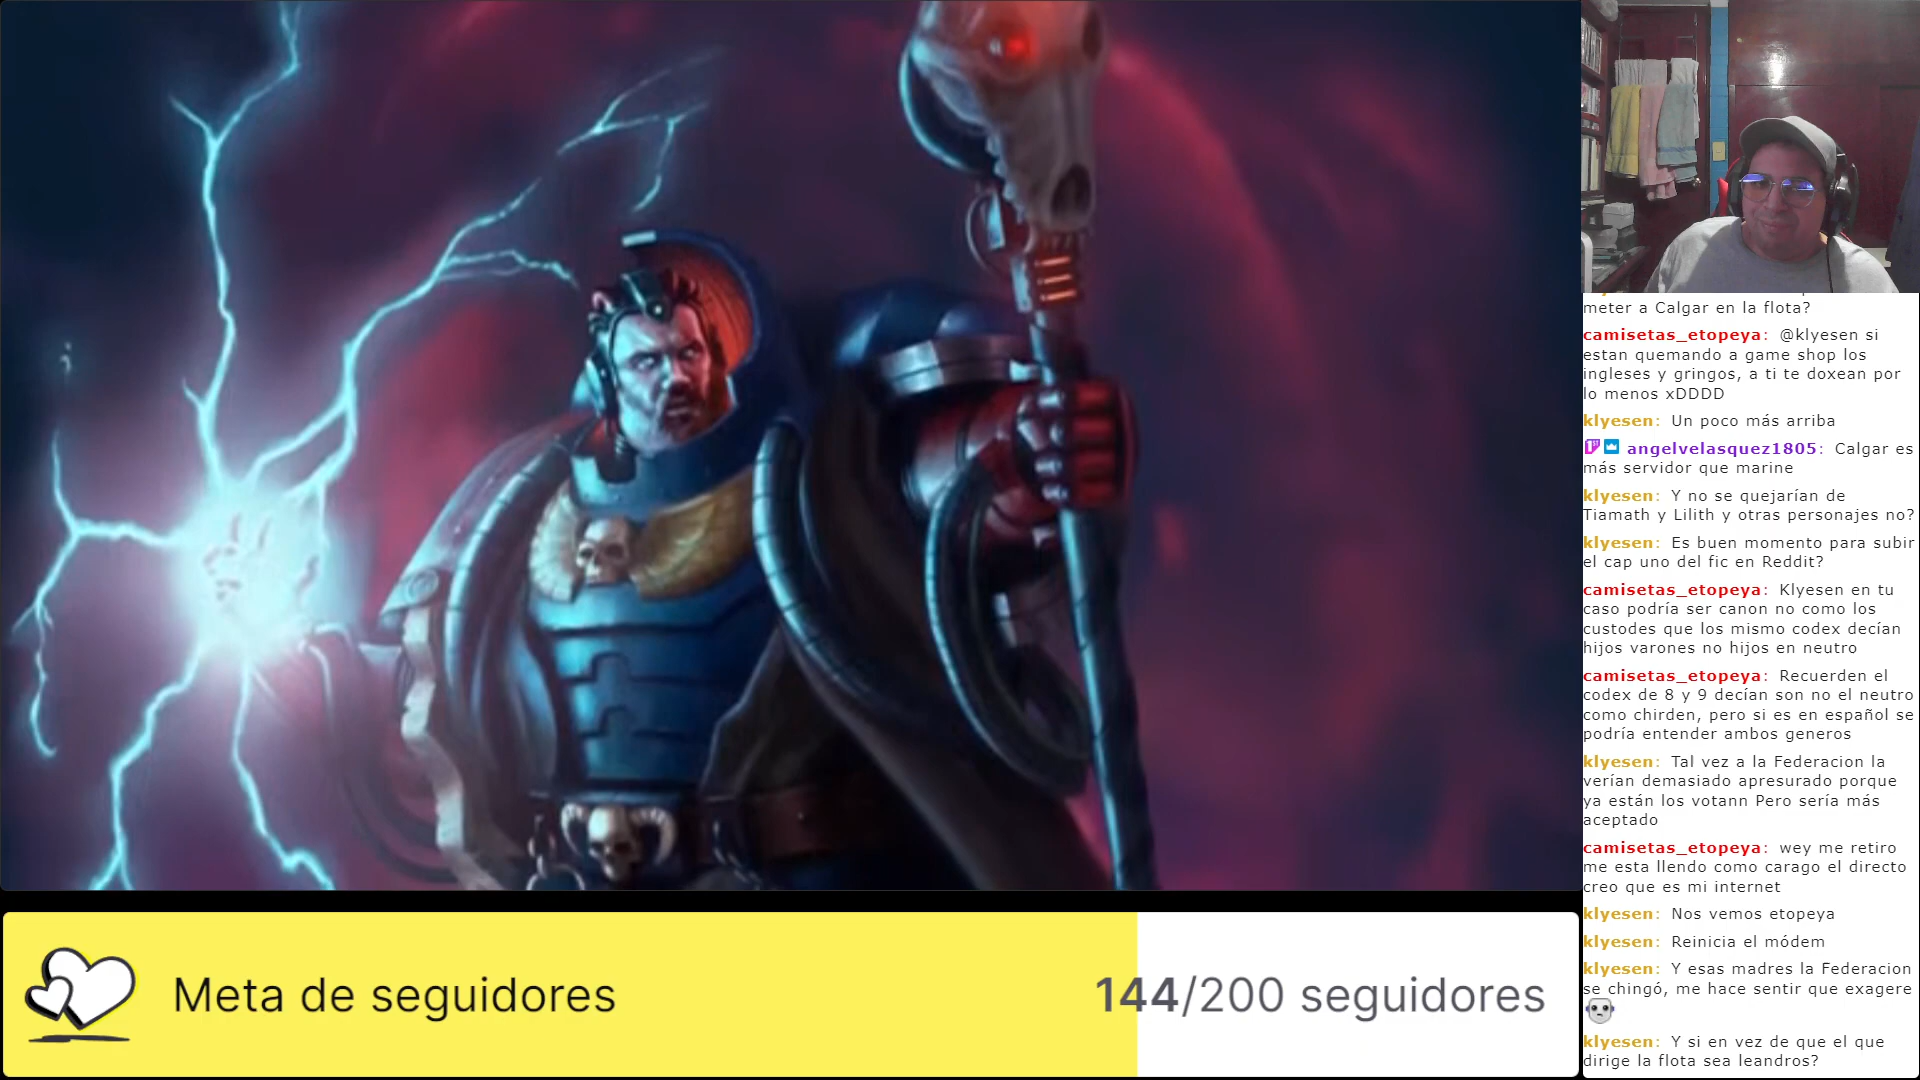 meter a Calgar en la flota?
camisetas_etopeya: @klyesen si
estan quemando a game shop los
ingleses y gringos, a ti te doxean por
lo menos xDDDD
klyesen: Un poco más arriba
angelvelasquez1805: Calgar es
más servidor que marine
klyesen: Y no se quejarían de
Tiamath y Lilith y otras personajes no?
klyesen: Es buen momento para subir
el cap uno del fic en Reddit?
camisetas_etopeya: Klyesen en tu
caso podría ser canon no como los
custodes que los mismo codex decían
hijos varones no hijos en neutro
camisetas_etopeya: Recuerden el
codex de 8 y 9 decían son no el neutro
como chirden, pero si es en español se
podría entender ambos generos
klyesen: Tal vez a la Federacion la
verían demasiado apresurado porque
ya están los votann Pero sería más
aceptado
camisetas_etopeya: wey me retiro
me esta llendo como carago el directo
creo que es mi internet
klyesen: Nos vemos etopeya
klyesen: Reinicia el módem
klyesen: Y esas madres la Federacion
se chingó, me hace sentir que exagere
klyesen: Y si en vez de que el que
dirige la flota sea leandros?
Meta de seguidores
144/200 seguidores